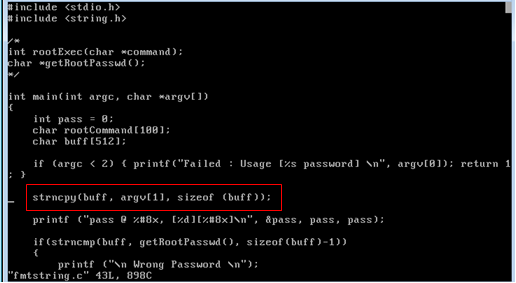 #include <stdio.h>
#include <string.h>
/*
int rootExec(char *command);
char *getRootPasswd();
*/
int main(int argc, char *argv[])
{
int pass = 0;
char rootCommand[100];
char buff[512];
if (argc < 2) { printf("Failed : Usage [%s password] \n", argv[0]); return 1
; }
strncpy(buff, argv[1], sizeof (buff));
printf ("pass @ %#8x, [%d][%#8x]\n", &pass, pass, pass);
if(strncmp(buff, getRootPasswd(), sizeof(buff)-1))
{
printf ("\n Wrong Password \n");
"fmtstring.c" 43L, 898C